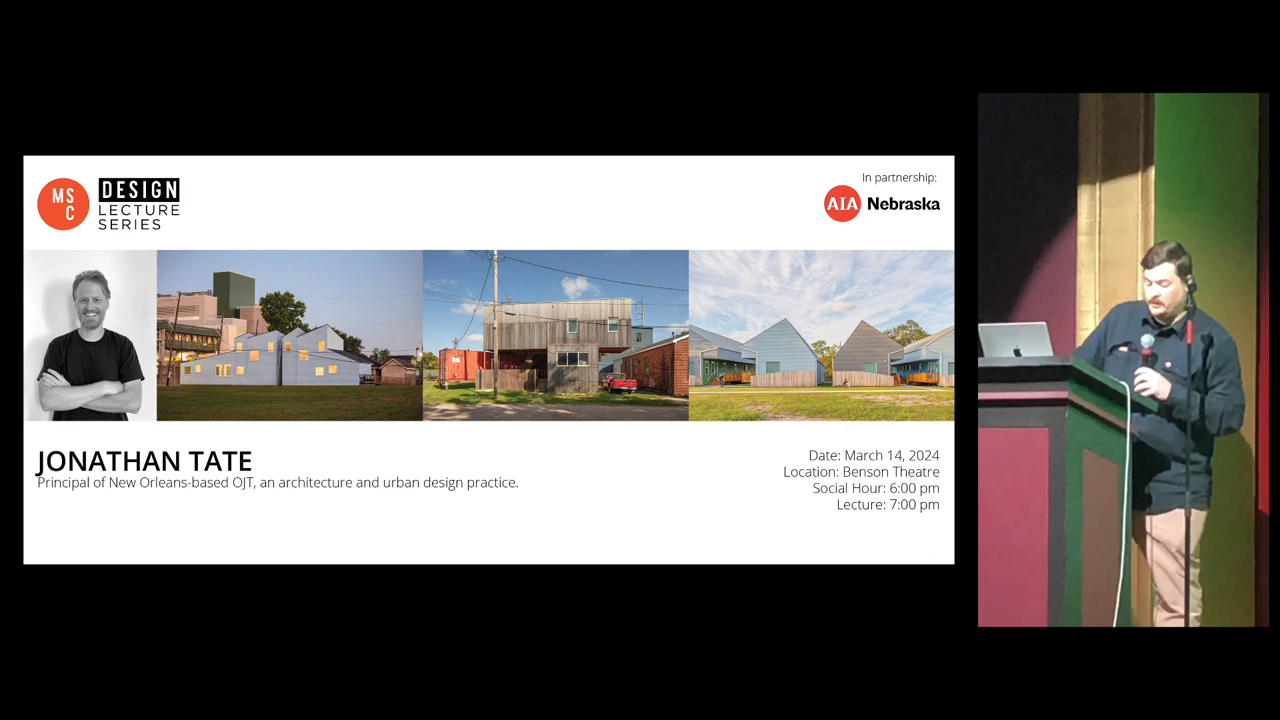 MS
C
DESIGN
LECTURE
SERIES
In partnership:
AIA Nebraska
JONATHAN TATE
Principal of New Orleans-based OJT, an architecture and urban design practice.
Date: March 14, 2024
Location: Benson Theatre
Social Hour: 6:00 pm
Lecture: 7:00 pm